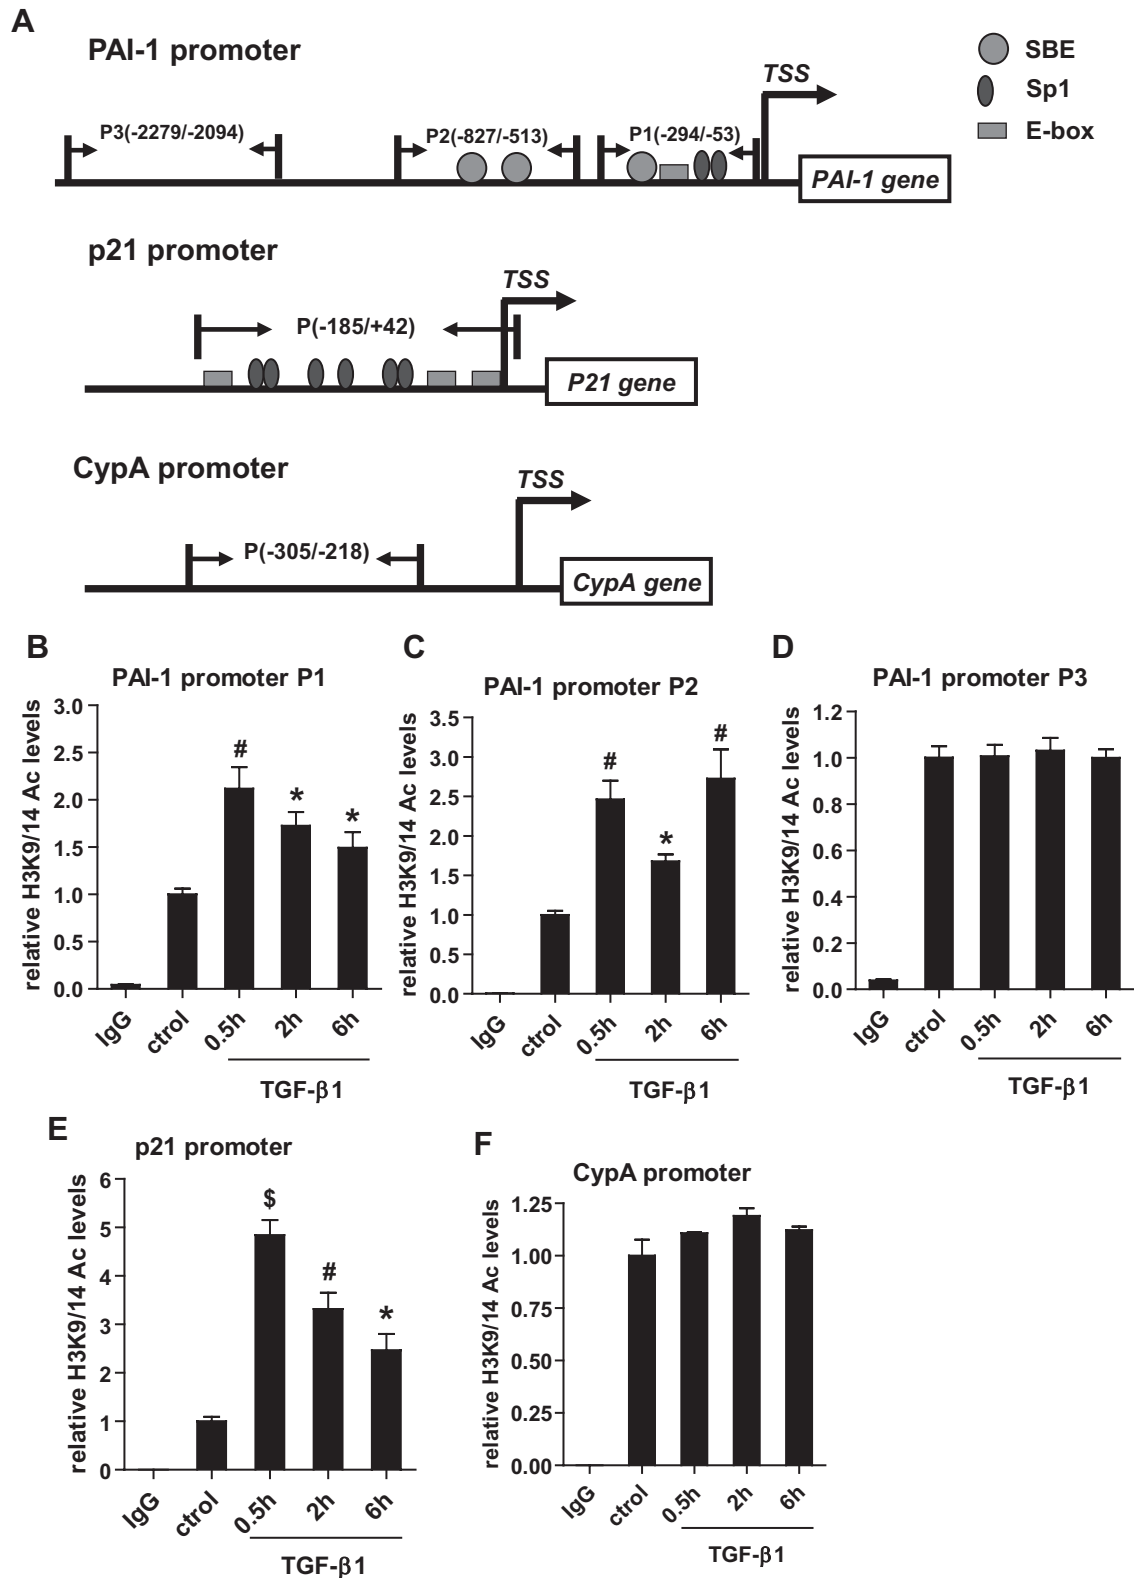 A
PAI-1 promoter
SBE
Sp1
E-box
TSS
P3(-2279/-2094)
P2(-827/-513)
P1(-294/-53)
PAI-1 gene
p21 promoter
TSS
P(-185/+42)
P21 gene
CypA promoter
TSS
P(-305/-218)
CypA gene
B
PAI-1 promoter P1
relative H3K9/14 Ac levels
3.0
2.5
2.0
1.5
1.0
0.5
0.0
#
*
*
IgG
ctrol
0.5h
2h
6h
TGF-β1
C
PAI-1 promoter P2
relative H3K9/14 Ac levels
3.5
3.0
2.5
2.0
1.5
1.0
0.5
0.0
#
*
#
IgG
ctrol
0.5h
2h
6h
TGF-β1
D
PAI-1 promoter P3
relative H3K9/14 Ac levels
1.2
1.0
0.8
0.6
0.4
0.2
0.0
IgG
ctrol
0.5h
2h
6h
TGF-β1
E
p21 promoter
relative H3K9/14 Ac levels
6
5
4
3
2
1
0
$
#
*
IgG
ctrol
0.5h
2h
6h
TGF-β1
F
CypA promoter
relative H3K9/14 Ac levels
1.25
1.00
0.75
0.50
0.25
0.00
IgG
ctrol
0.5h
2h
6h
TGF-β1